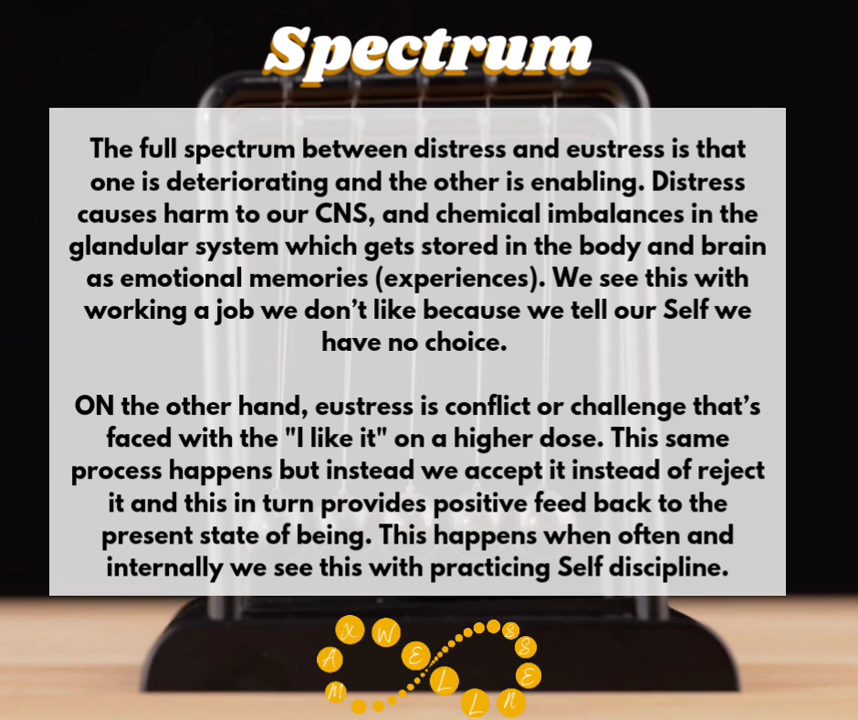 Spectrum
The full spectrum between distress and eustress is that
one is deteriorating and the other is enabling. Distress
causes harm to our CNS, and chemical imbalances in the
glandular system which gets stored in the body and brain
as emotional memories (experiences). We see this with
working a job we don't like because we tell our Self we
have no choice.
ON the other hand, eustress is conflict or challenge that's
faced with the "I like it" on a higher dose. This same
process happens but instead we accept it instead of reject
it and this in turn provides positive feed back to the
present state of being. This happens when often and
internally we see this with practicing Self discipline.
MAXWELLNESS